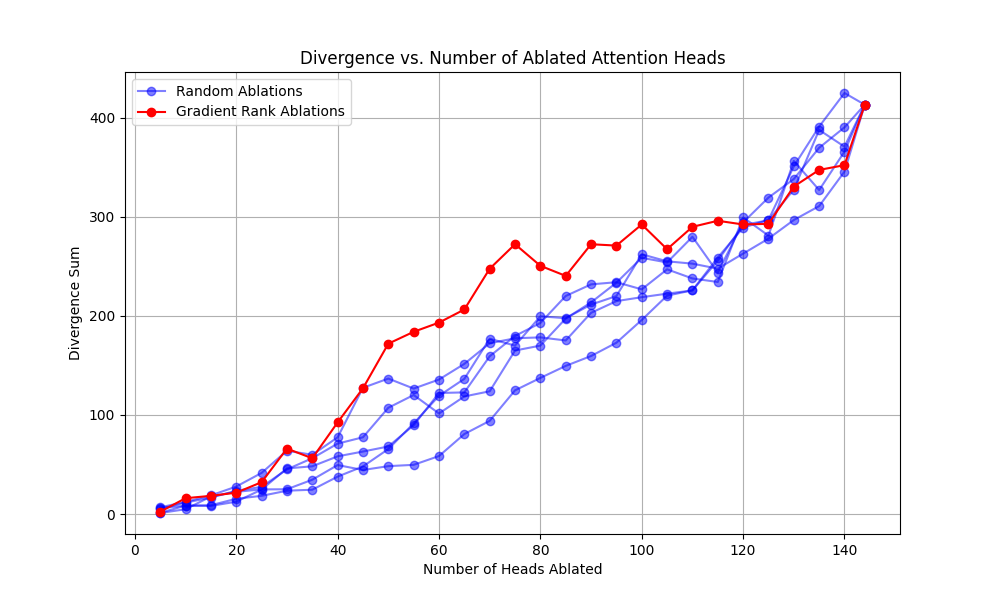 Divergence vs. Number of Ablated Attention Heads
Random Ablations
Gradient Rank Ablations
Divergence Sum
400
300
200
100
0
0 20 40 60 80 100 120 140
Number of Heads Ablated